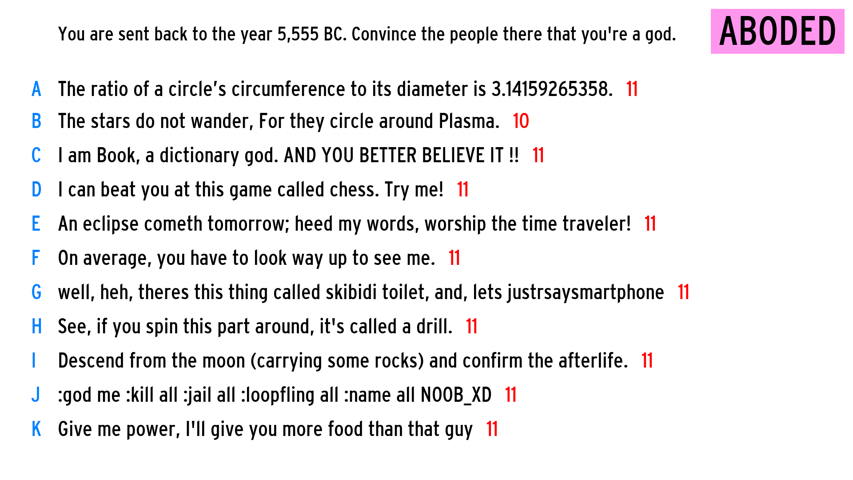 You are sent back to the year 5,555 BC. Convince the people there that you're a god.
ABODED
A The ratio of a circle’s circumference to its diameter is 3.14159265358. 11
B The stars do not wander, For they circle around Plasma. 10
C I am Book, a dictionary god. AND YOU BETTER BELIEVE IT !! 11
D I can beat you at this game called chess. Try me! 11
E An eclipse cometh tomorrow; heed my words, worship the time traveler! 11
F On average, you have to look way up to see me. 11
G well, heh, theres this thing called skibidi toilet, and, lets justrsaysmartphone 11
H See, if you spin this part around, it's called a drill. 11
I Descend from the moon (carrying some rocks) and confirm the afterlife. 11
J :god me :kill all :jail all :loopfling all :name all N00B_XD 11
K Give me power, I'll give you more food than that guy 11